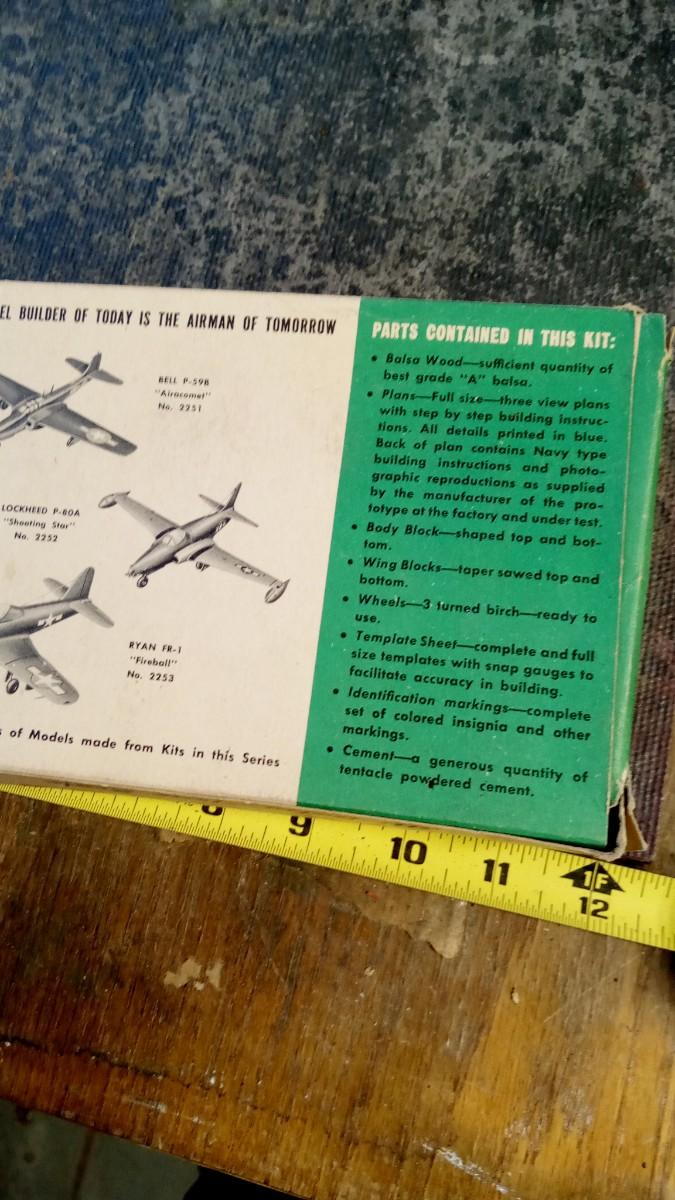 EL BUILDER OF TODAY IS THE AIRMAN OF TOMORROW
BELL P-59B
"Airacomet"
No. 2251
LOCKHEED P-80A
"Shooting Star"
No. 2252
RYAN FR-1
"Fireball"
No. 2253
of Models made from Kits in this Series
PARTS CONTAINED IN THIS KIT:
• Balsa Wood—sufficient quantity of
best grade "A" balsa.
• Plans—Full size—three view plans
with step by step building instruc-
tions. All details printed in blue.
Back of plan contains Navy type
building instructions and photo-
graphic reproductions as supplied
by the manufacturer of the pro-
totype at the factory and under test.
• Body Block—shaped top and bot-
tom.
• Wing Blocks—taper sawed top and
bottom.
• Wheels—3 turned birch—ready to
use.
• Template Sheet—complete and full
size templates with snap gauges to
facilitate accuracy in building.
• Identification markings—complete
set of colored insignia and other
markings.
• Cement—a generous quantity of
tentacle powdered cement.
8 9 10 11 1F
12